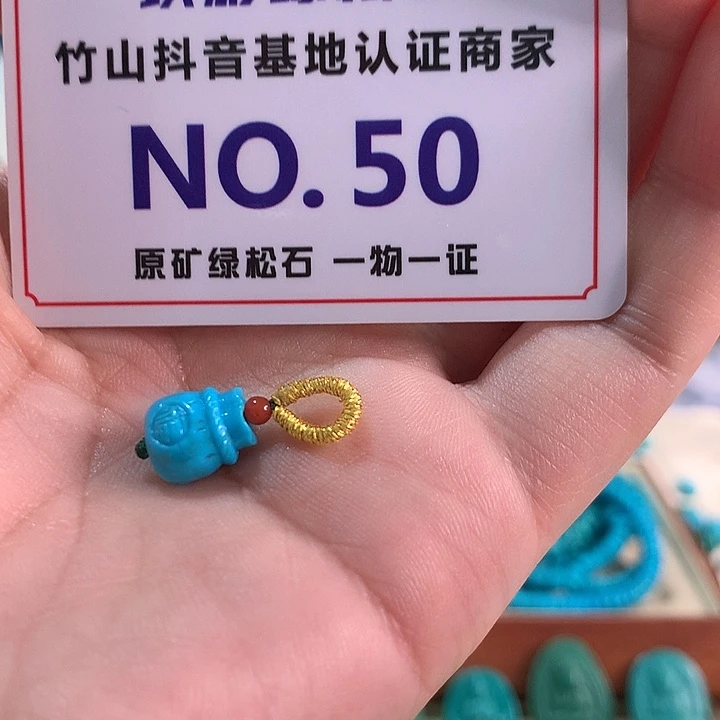 竹山抖音基地认证商家
NO. 50
原矿绿松石 一物一证